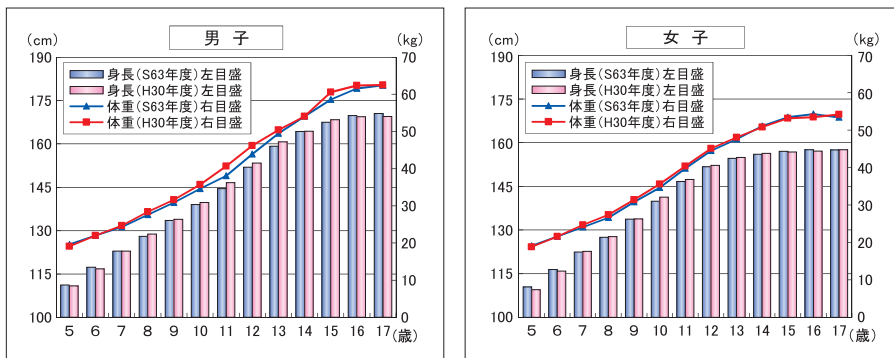 男 子
(cm)
(kg)
190
175
160
145
130
115
100
70
60
50
40
30
20
10
0
身長(S63年度)左目盛
身長(H30年度)左目盛
体重(S63年度)右目盛
体重(H30年度)右目盛
5 6 7 8 9 10 11 12 13 14 15 16 17 (歳)
女 子
(cm)
(kg)
190
175
160
145
130
115
100
70
60
50
40
30
20
10
0
身長(S63年度)左目盛
身長(H30年度)左目盛
体重(S63年度)右目盛
体重(H30年度)右目盛
5 6 7 8 9 10 11 12 13 14 15 16 17 (歳)